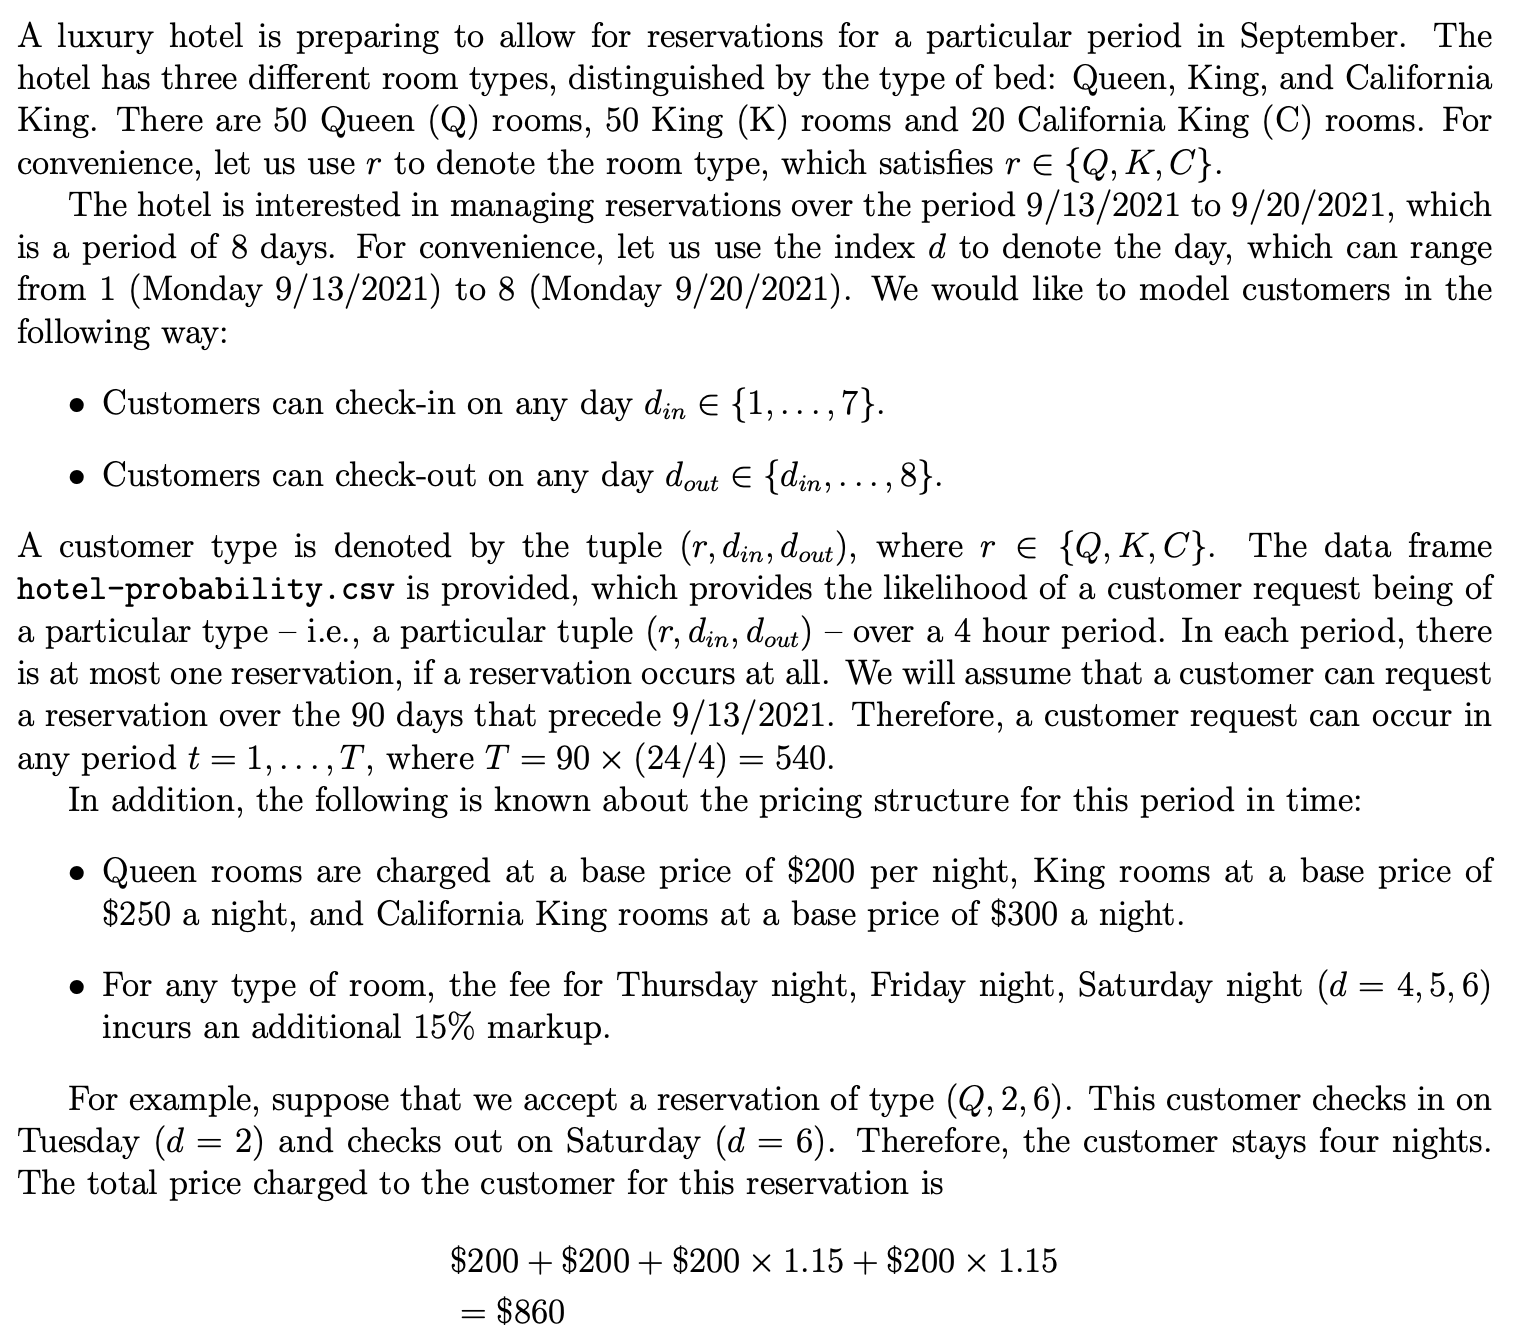 A luxury hotel is preparing to allow for reservations for a particular period in September. The
hotel has three different room types, distinguished by the type of bed: Queen, King, and California
King. There are 50 Queen (Q) rooms, 50 King (K) rooms and 20 California King (C) rooms. For
convenience, let us use r to denote the room type, which satisfies r ∈ {Q, K, C}.
The hotel is interested in managing reservations over the period 9/13/2021 to 9/20/2021, which
is a period of 8 days. For convenience, let us use the index d to denote the day, which can range
from 1 (Monday 9/13/2021) to 8 (Monday 9/20/2021). We would like to model customers in the
following way:
• Customers can check-in on any day d_{in} ∈ {1, . . . , 7}.
• Customers can check-out on any day d_{out} ∈ {d_{in}, . . . , 8}.
A customer type is denoted by the tuple (r, d_{in}, d_{out}), where r ∈ {Q, K, C}. The data frame
hotel-probability.csv is provided, which provides the likelihood of a customer request being of
a particular type – i.e., a particular tuple (r, d_{in}, d_{out}) – over a 4 hour period. In each period, there
is at most one reservation, if a reservation occurs at all. We will assume that a customer can request
a reservation over the 90 days that precede 9/13/2021. Therefore, a customer request can occur in
any period t = 1, . . . , T, where T = 90 × (24/4) = 540.
In addition, the following is known about the pricing structure for this period in time:
• Queen rooms are charged at a base price of $200 per night, King rooms at a base price of
$250 a night, and California King rooms at a base price of $300 a night.
• For any type of room, the fee for Thursday night, Friday night, Saturday night (d = 4, 5, 6)
incurs an additional 15% markup.
For example, suppose that we accept a reservation of type (Q, 2, 6). This customer checks in on
Tuesday (d = 2) and checks out on Saturday (d = 6). Therefore, the customer stays four nights.
The total price charged to the customer for this reservation is
$200 + $200 + $200 × 1.15 + $200 × 1.15
= $860